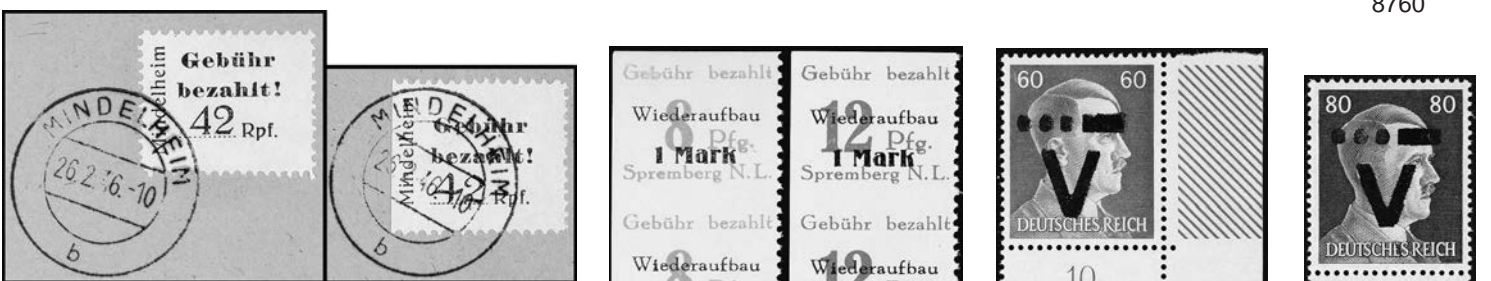 8760
Gebühr
bezahlt!
42 Rpf.
Mindelheim
MINDELHEIM
26.2.46.-10
b
Gebühr
bezahlt!
42 Rpf.
Mindelheim
MINDELHEIM
b
Gebühr bezahlt
Wiederaufbau
8 Pfg.
1 Mark
Spremberg N.L.
Gebühr bezahlt
Wiederaufbau
Gebühr bezahlt
Wiederaufbau
12 Pfg.
1 Mark
Spremberg N.L.
Gebühr bezahlt
Wiederaufbau
12
60 60
V
DEUTSCHES REICH
10
80 80
V
DEUTSCHES REICH